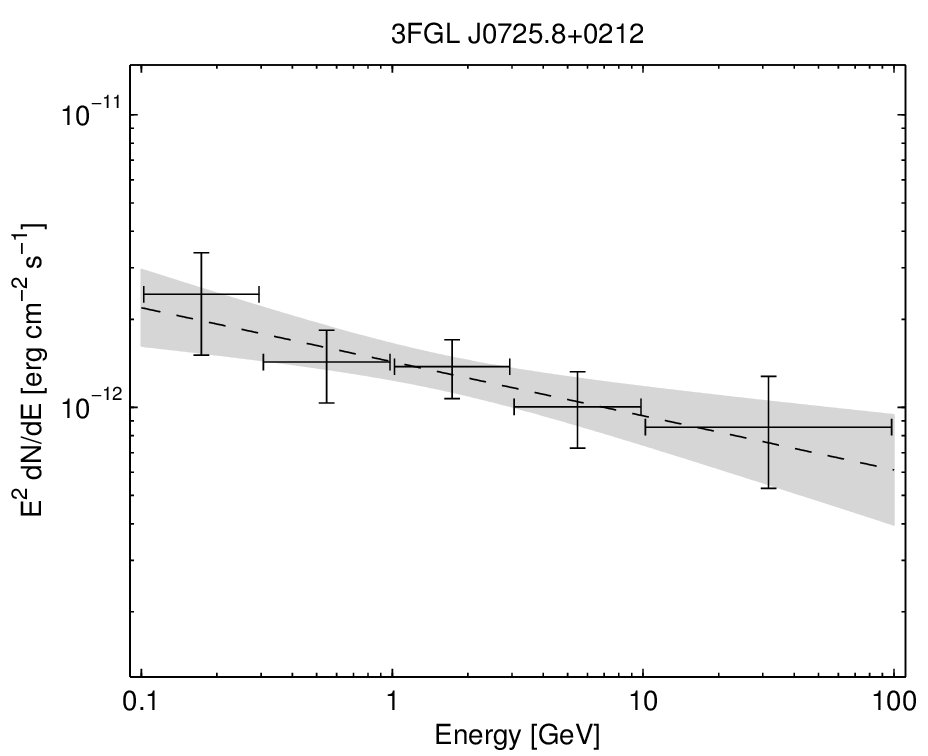 3FGL J0725.8+0212
10⁻¹¹
10⁻¹²
E² dN/dE [erg cm⁻² s⁻¹]
0.1 1 10 100
Energy [GeV]